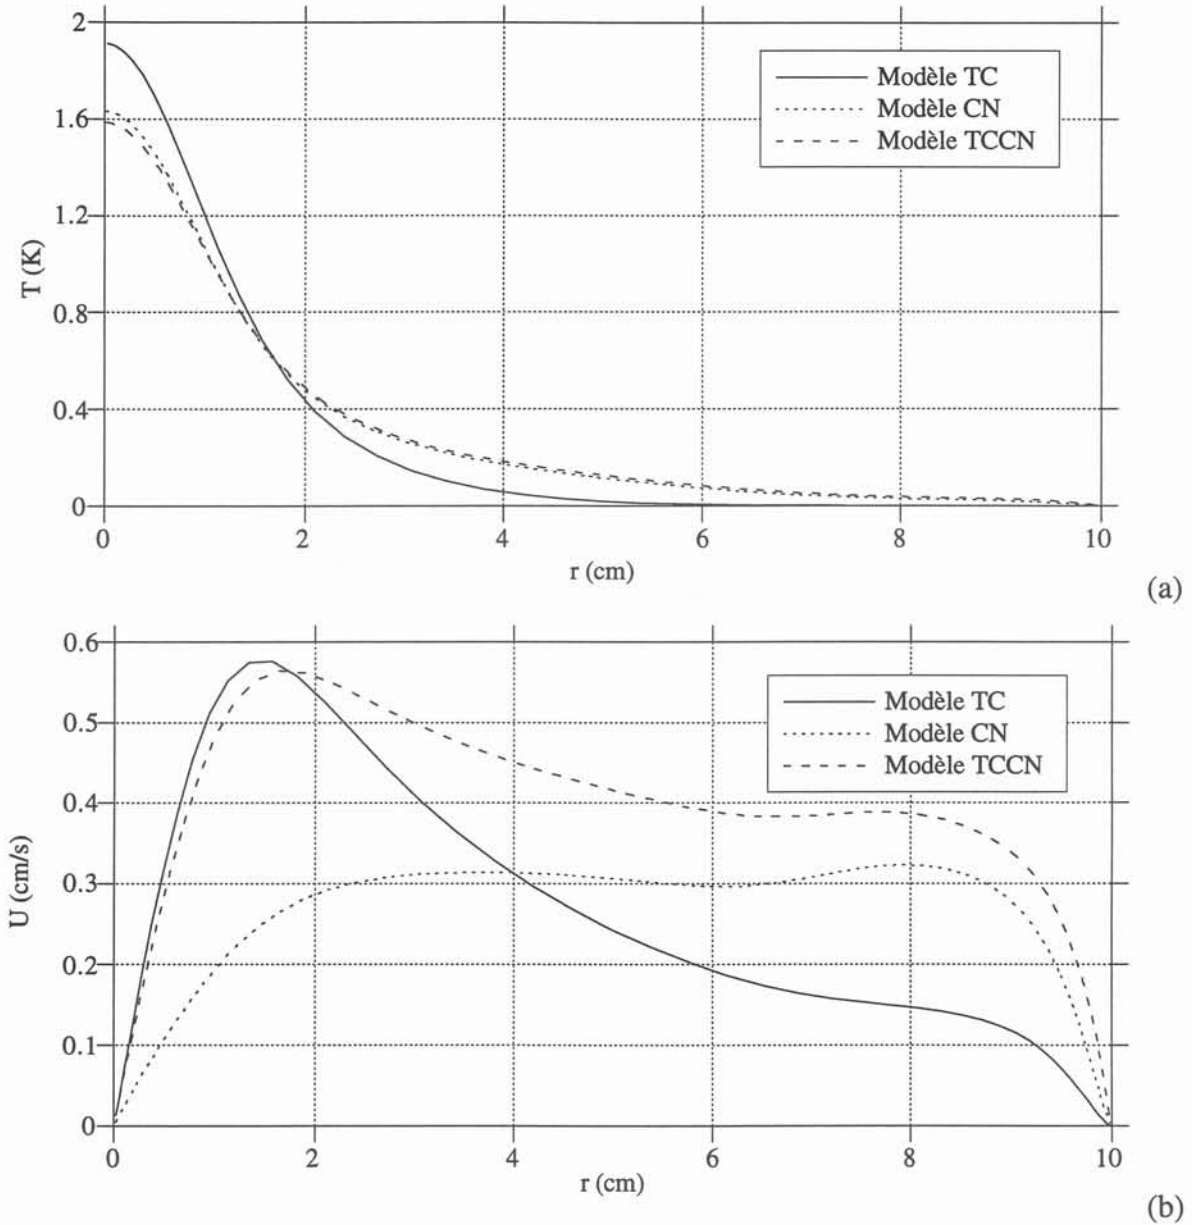 2
1.6
1.2
0.8
0.4
0
T (K)
Modèle TC
Modèle CN
Modèle TCCN
0 2 4 6 8 10
r (cm)
(a)
0.6
0.5
0.4
0.3
0.2
0.1
0
U (cm/s)
Modèle TC
Modèle CN
Modèle TCCN
0 2 4 6 8 10
r (cm)
(b)